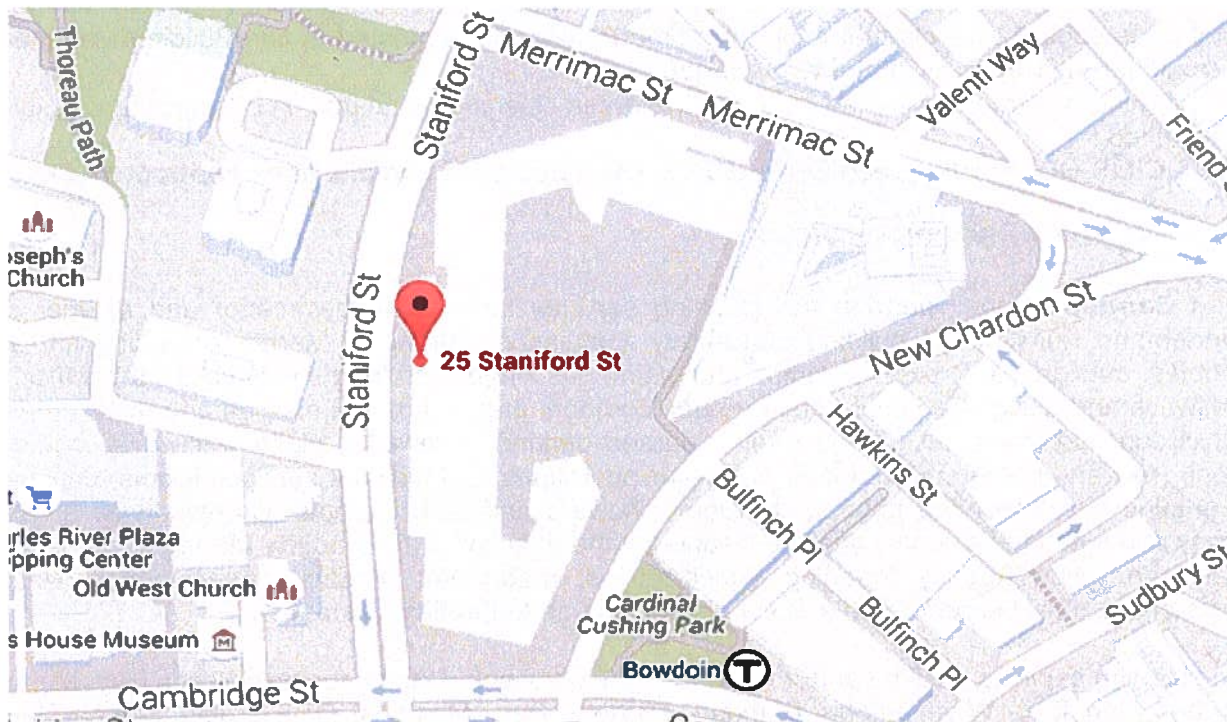 Thoreau Path
Staniford St
Merrimac St
Merrimac St
Valenti Way
Friend
oseph's
Church
Staniford St
25 Staniford St
New Chardon St
Hawkins St
Bulfinch Pl
Bulfinch Pl
Sudbury St
t
arles River Plaza
pping Center
Old West Church
s House Museum
M
Cardinal
Cushing Park
Bowdoin T
Cambridge St